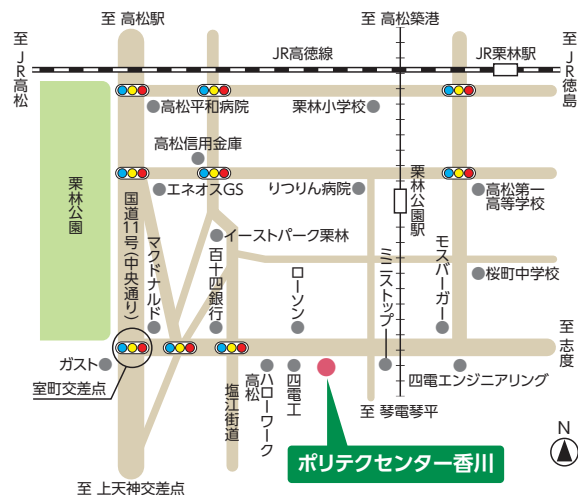 至 高松駅
至 高松築港
至 JR高松
JR高徳線
JR栗林駅
至 JR徳島
高松平和病院
栗林小学校
高松信用金庫
栗林公園
国道11号(中央通り)
エネオスGS
りつりん病院
栗林公園駅
高松第一
高等学校
マクドナルド
イーストパーク栗林
百十四銀行
ローソン
ミニストップ
モスバーガー
桜町中学校
至 志度
ガスト
室町交差点
塩江街道
ハローワーク
高松
四電工
四電エンジニアリング
至 琴電琴平
ポリテクセンター香川
N
至 上天神交差点